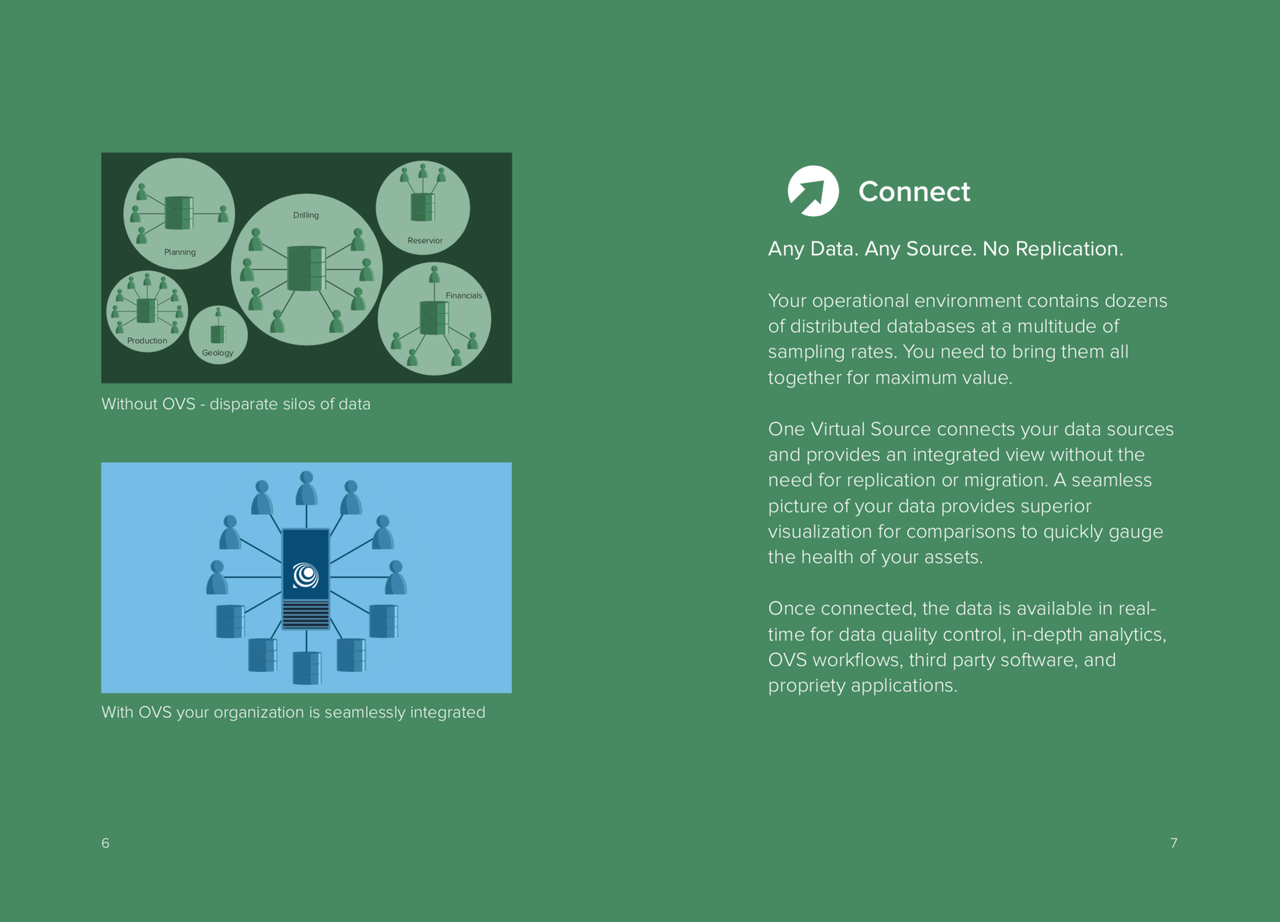 Planning
Drilling
Reservior
Production
Geology
Financials
Without OVS - disparate silos of data
With OVS your organization is seamlessly integrated
6
Connect
Any Data. Any Source. No Replication.
Your operational environment contains dozens
of distributed databases at a multitude of
sampling rates. You need to bring them all
together for maximum value.
One Virtual Source connects your data sources
and provides an integrated view without the
need for replication or migration. A seamless
picture of your data provides superior
visualization for comparisons to quickly gauge
the health of your assets.
Once connected, the data is available in real-
time for data quality control, in-depth analytics,
OVS workflows, third party software, and
propriety applications.
7